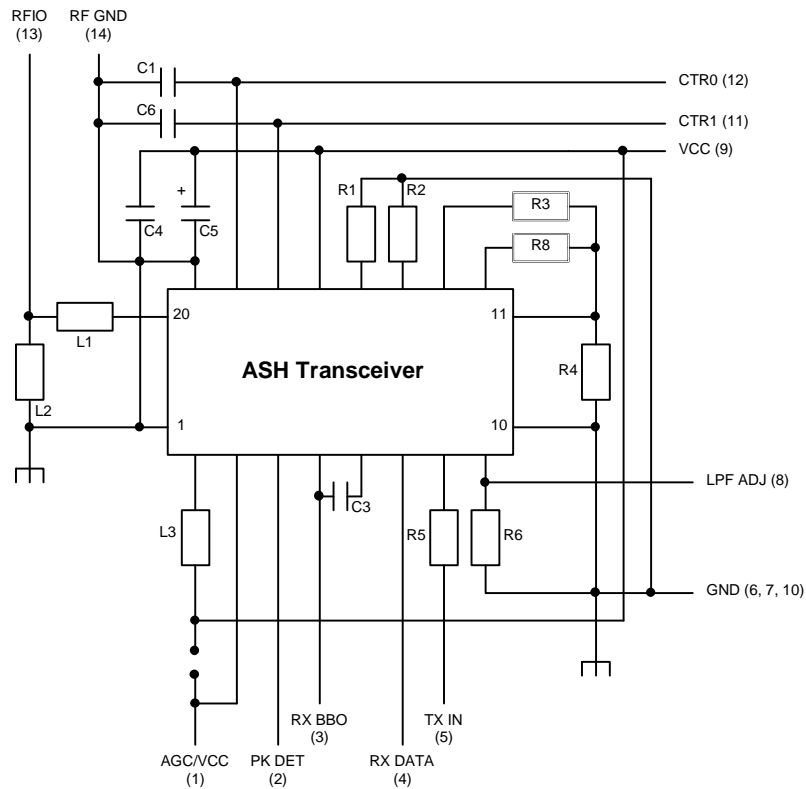 RFIO
(13)
RF GND
(14)
C1
CTR0 (12)
C6
CTR1 (11)
VCC (9)
R1
R2
+
C4
C5
R3
R8
20
11
L1
ASH Transceiver
R4
L2
1
10
LPF ADJ (8)
C3
L3
R5
R6
GND (6, 7, 10)
RX BBO
(3)
TX IN
(5)
AGC/VCC
(1)
PK DET
(2)
RX DATA
(4)